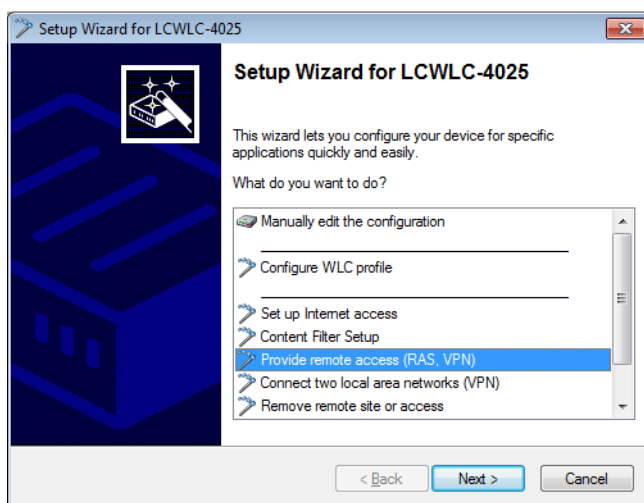 Setup Wizard for LCWLC-4025
Setup Wizard for LCWLC-4025
This wizard lets you configure your device for specific
applications quickly and easily.
What do you want to do?
Manually edit the configuration
Configure WLC profile
Set up Internet access
Content Filter Setup
Provide remote access (RAS, VPN)
Connect two local area networks (VPN)
Remove remote site or access
< Back
Next >
Cancel